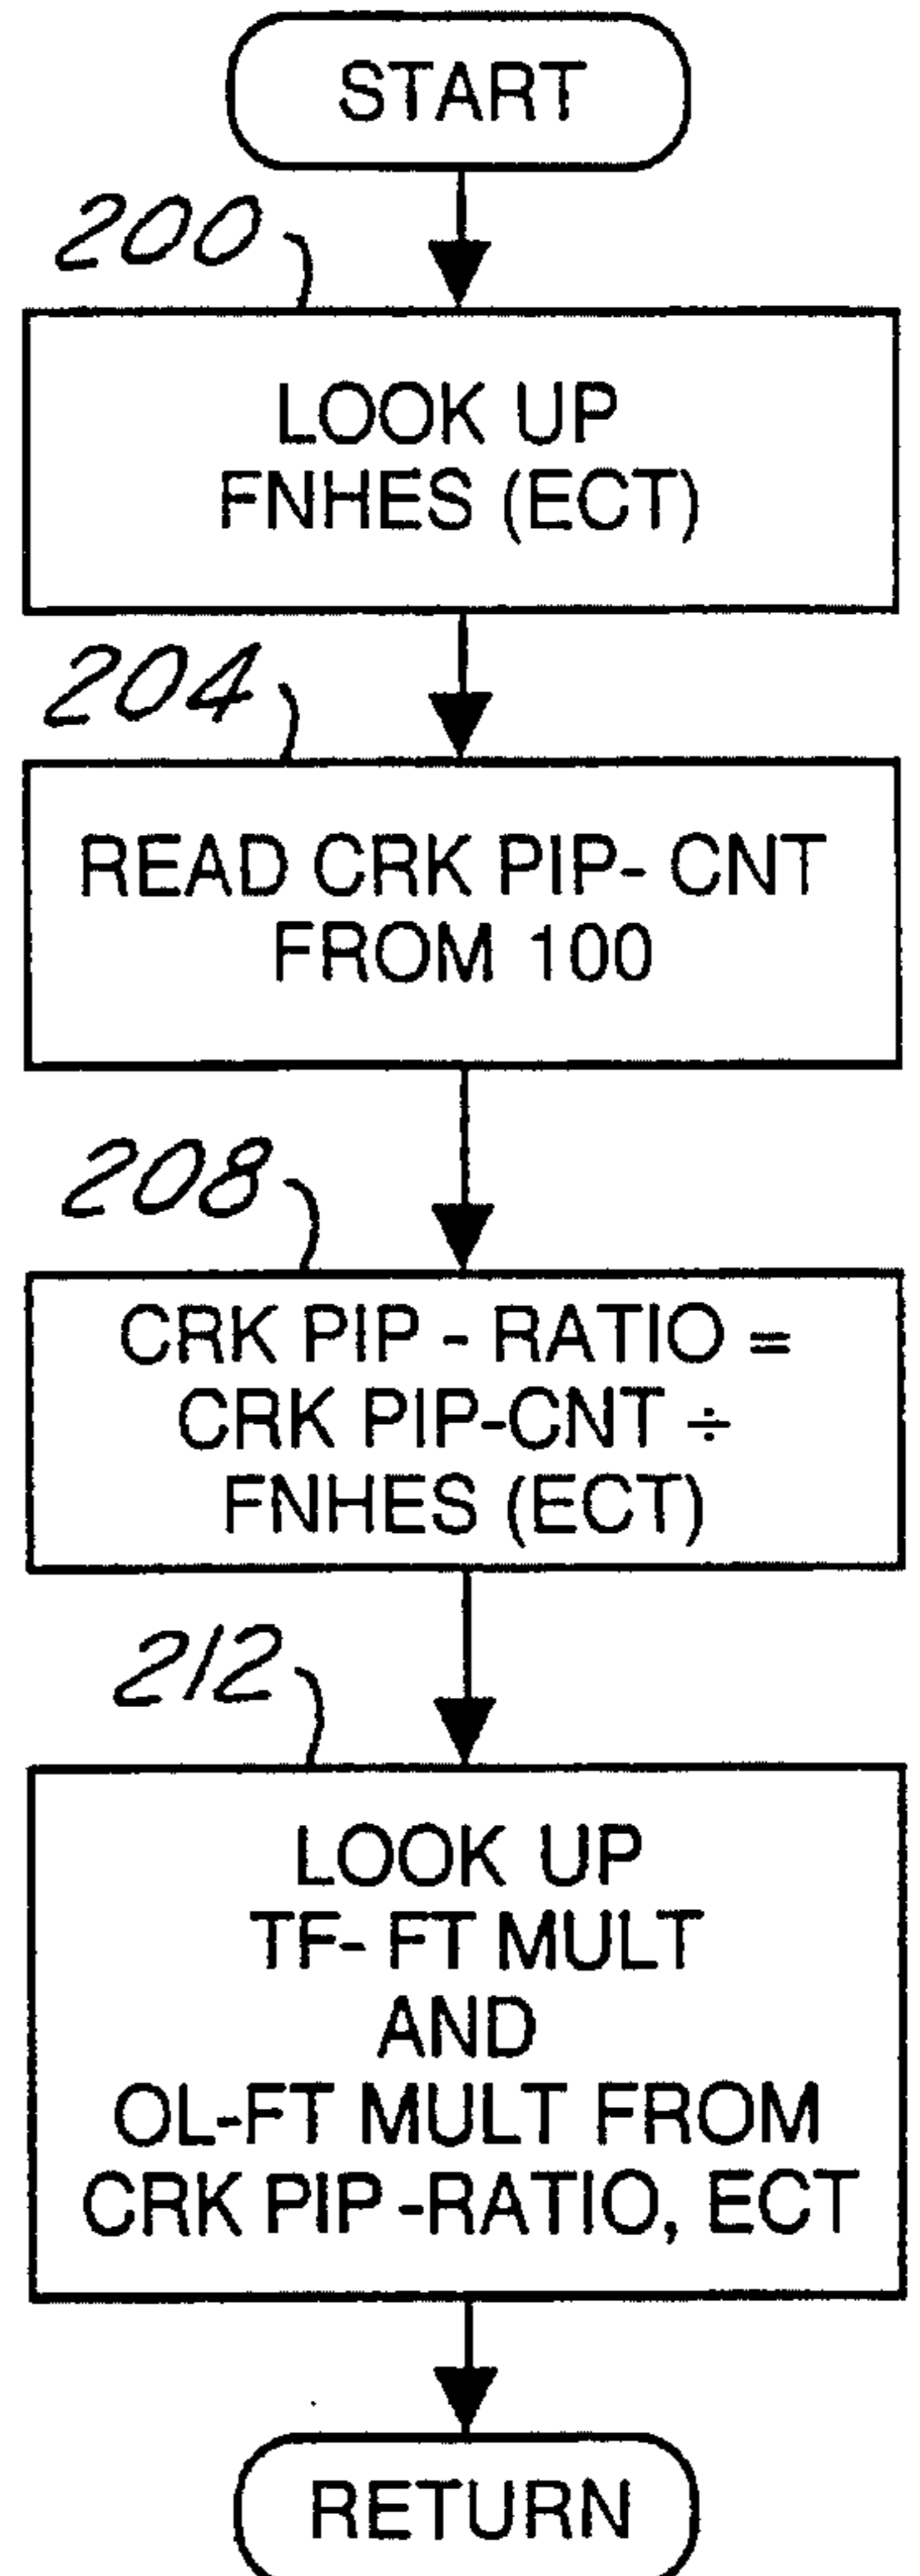 START
200
LOOK UP
FNHES (ECT)
204
READ CRK PIP- CNT
FROM 100
208
CRK PIP - RATIO =
CRK PIP-CNT ÷
FNHES (ECT)
212
LOOK UP
TF- FT MULT
AND
OL-FT MULT FROM
CRK PIP -RATIO, ECT
RETURN